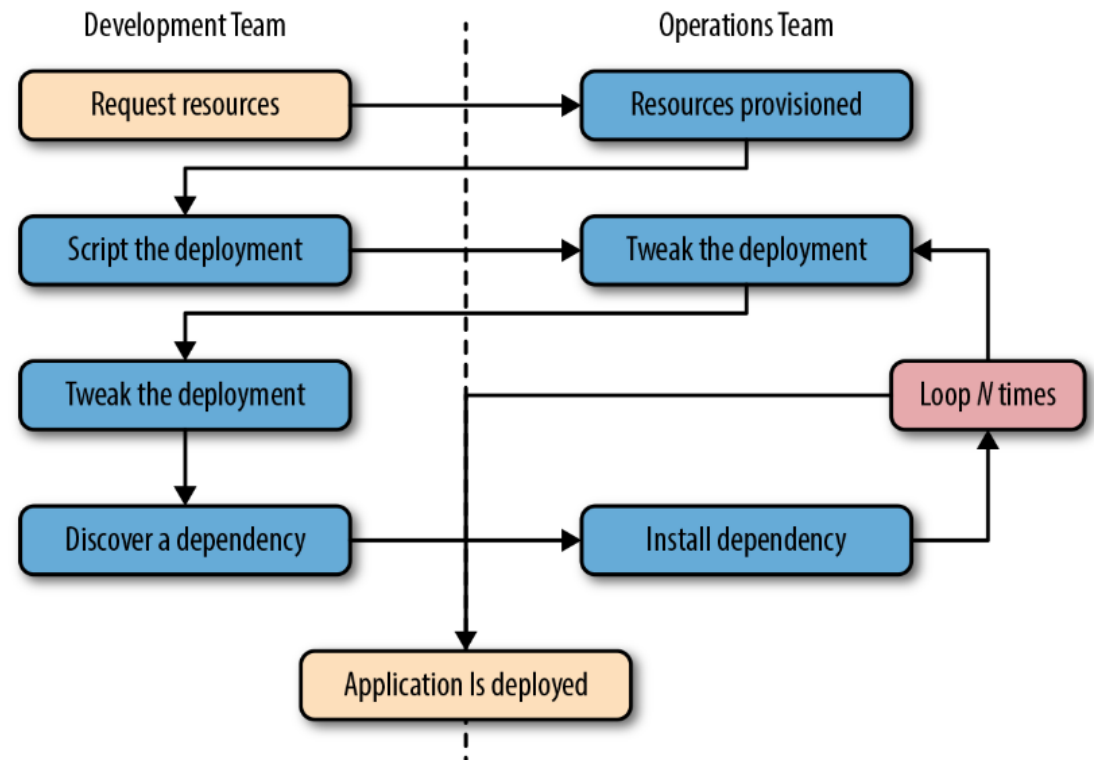 Development Team
Operations Team
Request resources
Resources provisioned
Script the deployment
Tweak the deployment
Tweak the deployment
Loop N times
Discover a dependency
Install dependency
Application Is deployed